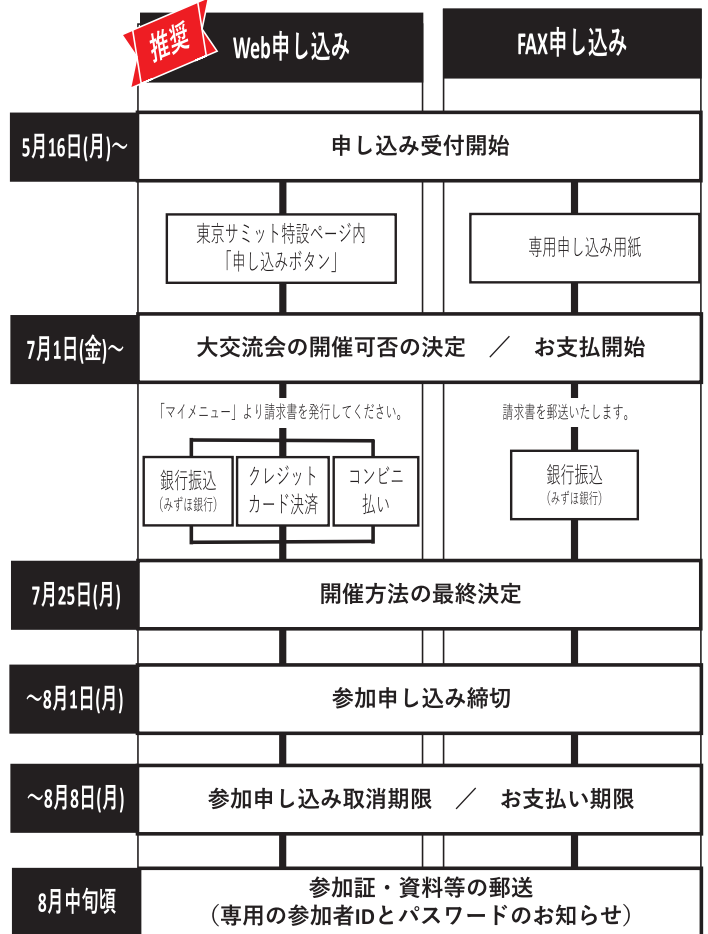 推奨
Web申し込み
FAX申し込み
5月16日(月)～
申し込み受付開始
東京サミット特設ページ内
「申し込みボタン」
専用申し込み用紙
7月1日(金)～
大交流会の開催可否の決定　／　お支払開始
「マイメニュー」より請求書を発行してください。
請求書を郵送いたします。
銀行振込
(みずほ銀行)
クレジット
カード決済
コンビニ
払い
銀行振込
(みずほ銀行)
7月25日(月)
開催方法の最終決定
～8月1日(月)
参加申し込み締切
～8月8日(月)
参加申し込み取消期限　／　お支払い期限
8月中旬頃
参加証・資料等の郵送
（専用の参加者IDとパスワードのお知らせ）